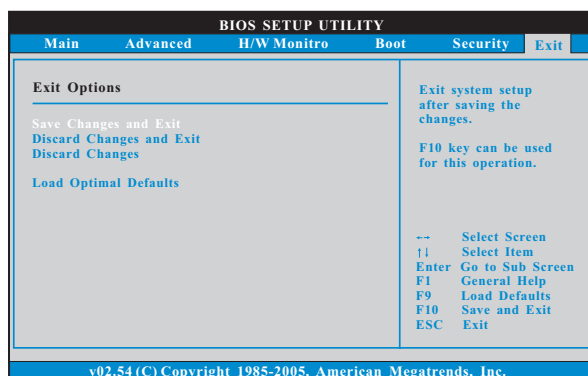 BIOS SETUP UTILITY
Main Advanced H/W Monitro Boot Security Exit
Exit Options
Save Changes and Exit
Discard Changes and Exit
Discard Changes
Load Optimal Defaults
Exit system setup
after saving the
changes.
F10 key can be used
for this operation.
←→ Select Screen
↑↓ Select Item
Enter Go to Sub Screen
F1 General Help
F9 Load Defaults
F10 Save and Exit
ESC Exit
v02.54 (C) Copyright 1985-2005, American Megatrends, Inc.